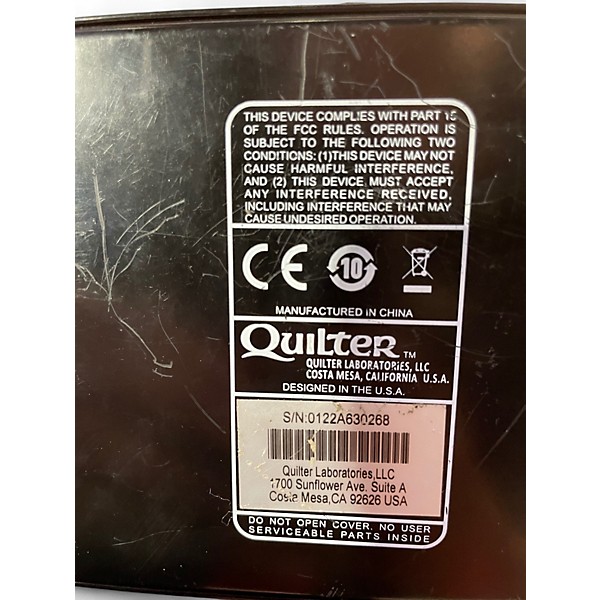 THIS DEVICE COMPLIES WITH PART 15
OF THE FCC RULES. OPERATION IS
SUBJECT TO THE FOLLOWING TWO
CONDITIONS: (1)THIS DEVICE MAY NOT
CAUSE HARMFUL INTERFERENCE,
AND (2) THIS DEVICE MUST ACCEPT
ANY INTERFERENCE RECEIVED,
INCLUDING INTERFERENCE THAT MAY
CAUSE UNDESIRED OPERATION.
CE 10
MANUFACTURED IN CHINA
QUILTER™
QUILTER LABORATORIES, LLC
COSTA MESA, CALIFORNIA U.S.A.
DESIGNED IN THE U.S.A.
S/N:0122A630268
Quilter Laboratories,LLC
1700 Sunflower Ave. Suite A
Costa Mesa,CA 92626 USA
DO NOT OPEN COVER. NO USER
SERVICEABLE PARTS INSIDE